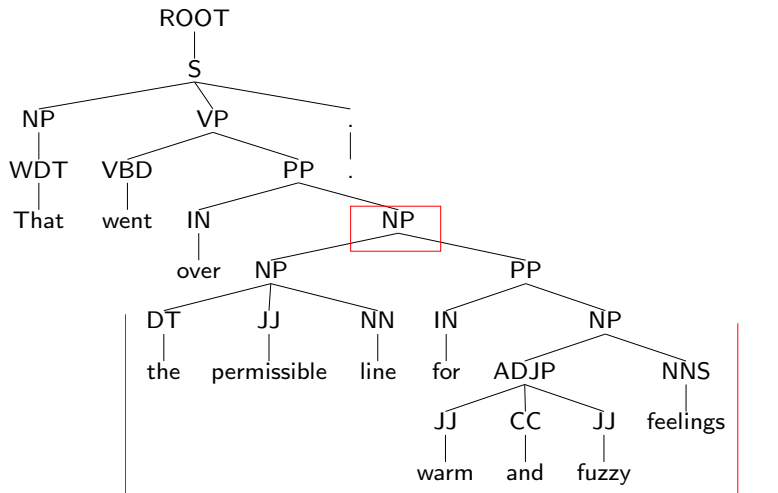 ROOT
S
NP VP .
WDT VBD PP .
That went IN NP
over NP PP
DT JJ NN IN NP
the permissible line for ADJP NNS
JJ CC JJ feelings
warm and fuzzy